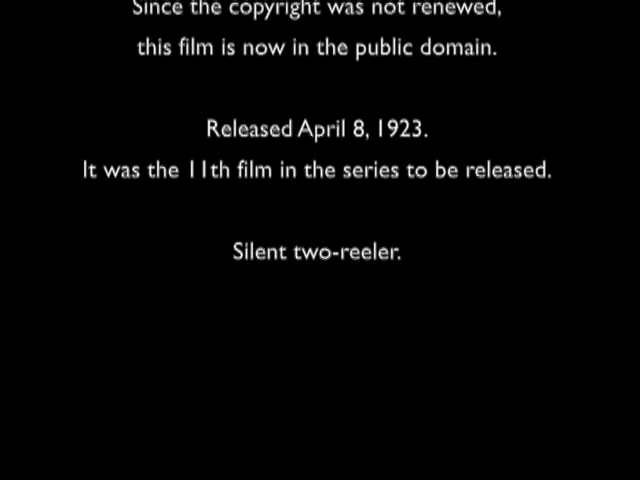 Since the copyright was not renewed,
this film is now in the public domain.
Released April 8, 1923.
It was the 11th film in the series to be released.
Silent two-reeler.